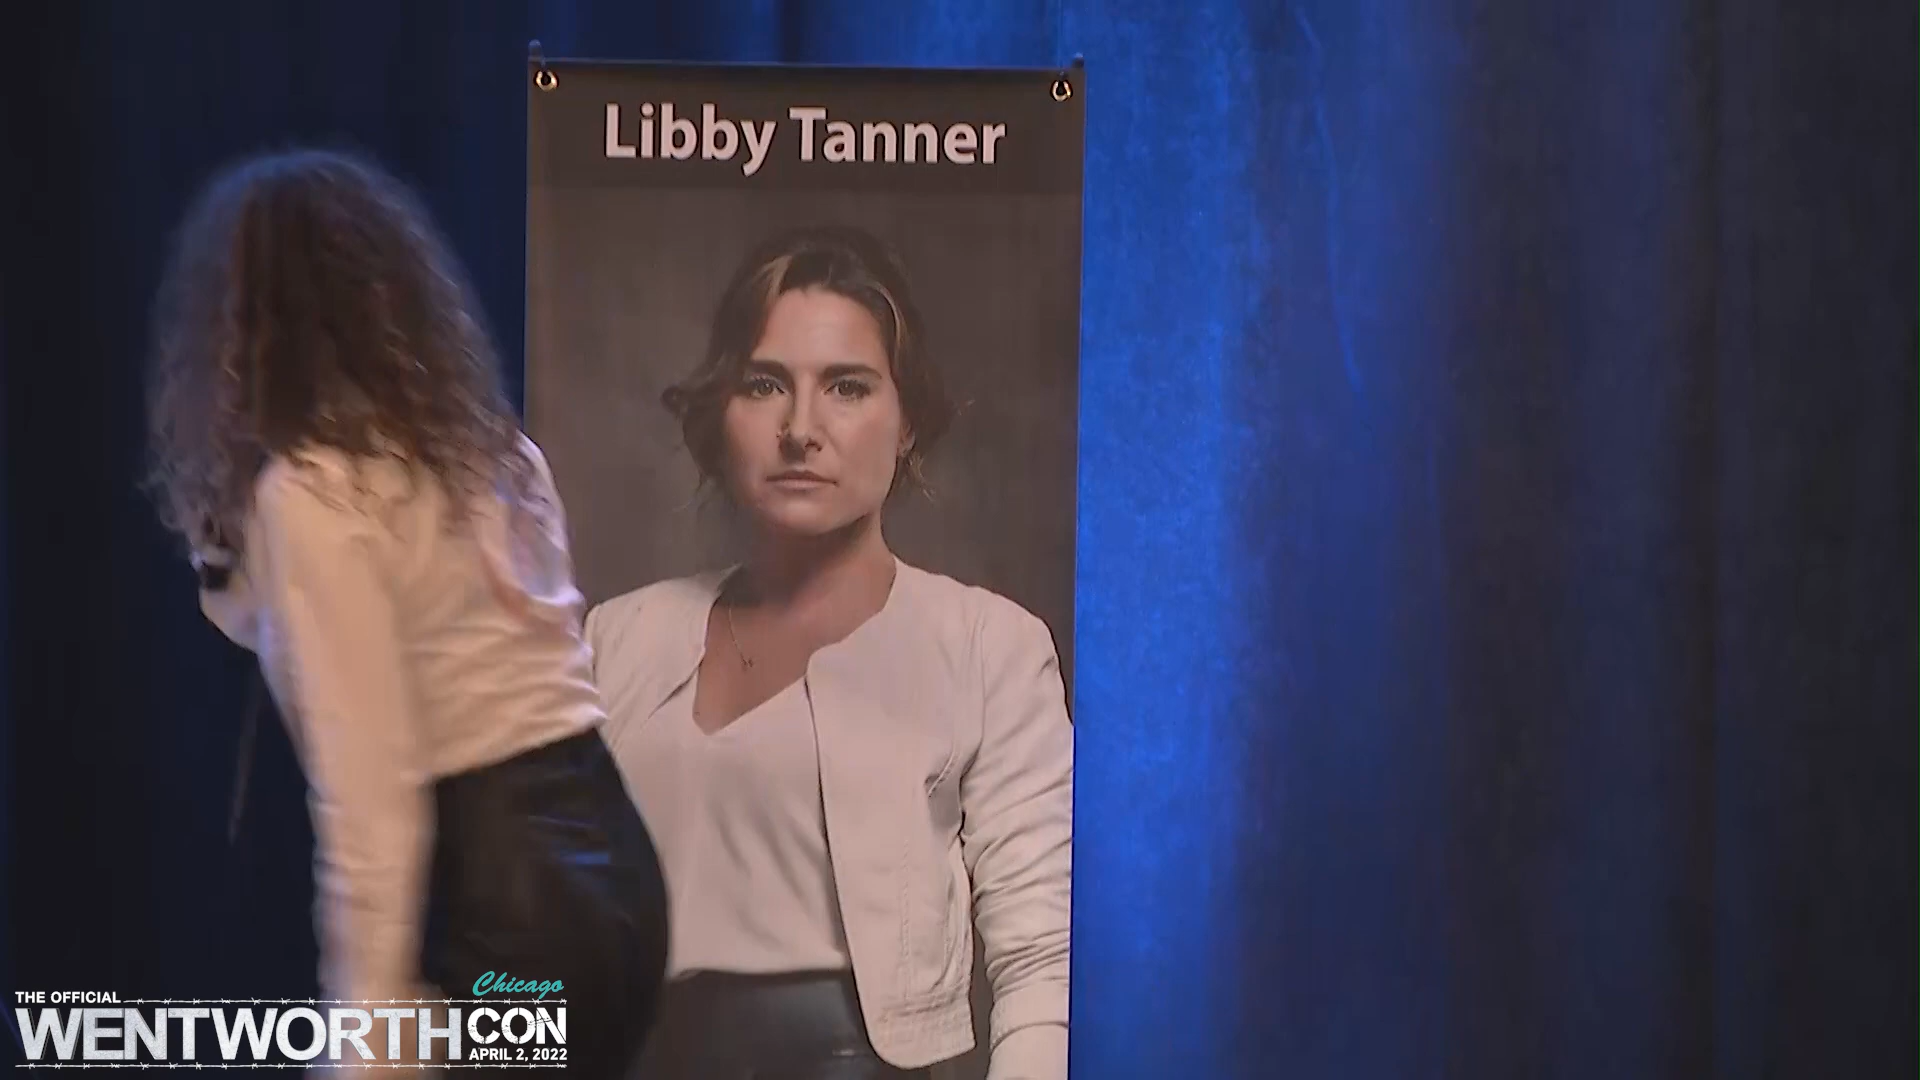 Libby Tanner
Chicago
THE OFFICIAL
WENTWORTH CON
APRIL 2, 2022